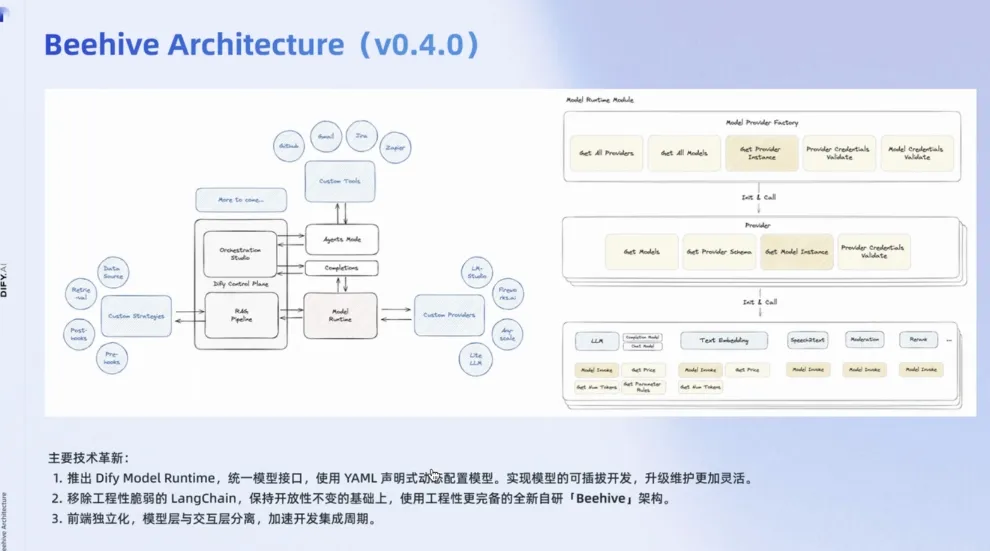 Beehive Architecture（v0.4.0）
Github
Gmail
Jira
Zapier
Custom Tools
More to come...
Orchestration
Studio
Agents Mode
Completions
Dify Control Plane
RAG
Pipeline
Model
Runtime
Data
Source
Retrie
-val
Post-
hooks
Pre-
hooks
Custom Strategies
Custom Providers
LM-
Studio
Firewo
rks.ai
Any-
scale
Lite
LLM
Model Runtime Module
Model Provider Factory
Get All Providers
Get All Models
Get Provider
Instance
Provider Credentials
Validate
Model Credentials
Validate
Init & Call
Provider
Get Models
Get Provider Schema
Get Model Instance
Provider Credentials
Validate
Init & Call
LLM
Completion Model
Chat Model
Text Embedding
Speech2text
Moderation
Rerank
...
Model Invoke
Get Price
Model Invoke
Get Price
Model Invoke
Model Invoke
Model Invoke
Get Num Tokens
Get Parameter
Rules
Get Num Tokens
主要技术革新：
1. 推出 Dify Model Runtime，统一模型接口，使用 YAML 声明式动态配置模型。实现模型的可插拔开发，升级维护更加灵活。
2. 移除工程性脆弱的 LangChain，保持开放性不变的基础上，使用工程性更完备的全新自研「Beehive」架构。
3. 前端独立化，模型层与交互层分离，加速开发集成周期。
DIFY.AI
Beehive Architecture